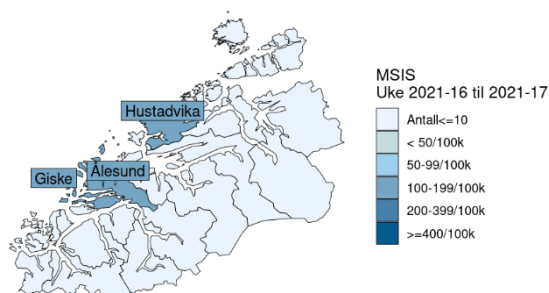 MSIS
Uke 2021-16 til 2021-17
Antall<=10
< 50/100k
50-99/100k
100-199/100k
200-399/100k
>=400/100k
Hustadvika
Ålesund
Giske